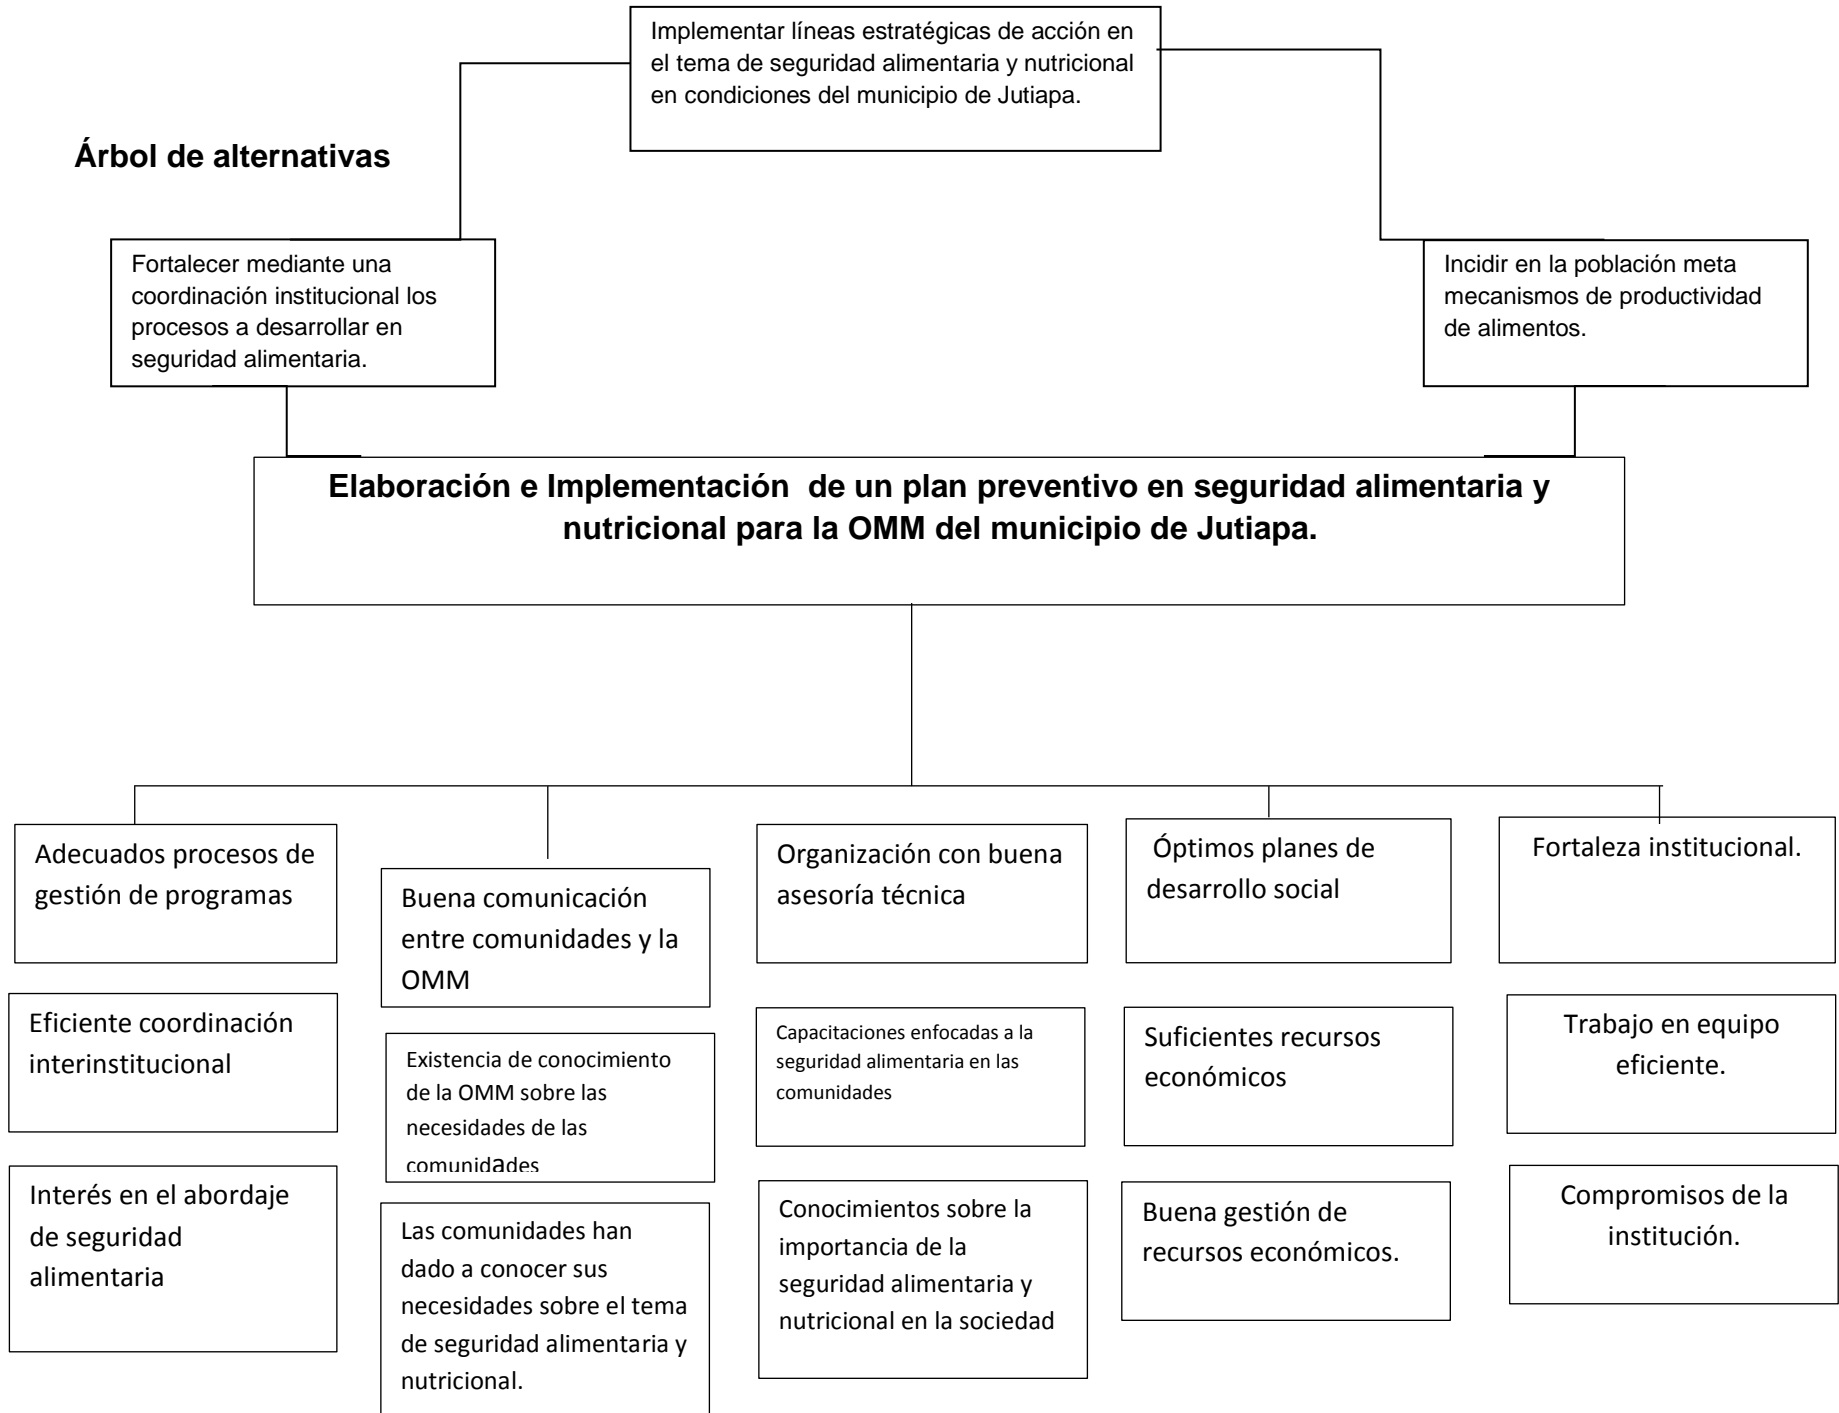 Implementar líneas estratégicas de acción en
el tema de seguridad alimentaria y nutricional
en condiciones del municipio de Jutiapa.
Árbol de alternativas
Fortalecer mediante una
coordinación institucional los
procesos a desarrollar en
seguridad alimentaria.
Incidir en la población meta
mecanismos de productividad
de alimentos.
Elaboración e Implementación de un plan preventivo en seguridad alimentaria y
nutricional para la OMM del municipio de Jutiapa.
Adecuados procesos de
gestión de programas
Buena comunicación
entre comunidades y la
OMM
Organización con buena
asesoría técnica
Óptimos planes de
desarrollo social
Fortaleza institucional.
Eficiente coordinación
interinstitucional
Existencia de conocimiento
de la OMM sobre las
necesidades de las
comunidades
Capacitaciones enfocadas a la
seguridad alimentaria en las
comunidades
Suficientes recursos
económicos
Trabajo en equipo
eficiente.
Interés en el abordaje
de seguridad
alimentaria
Las comunidades han
dado a conocer sus
necesidades sobre el tema
de seguridad alimentaria y
nutricional.
Conocimientos sobre la
importancia de la
seguridad alimentaria y
nutricional en la sociedad
Buena gestión de
recursos económicos.
Compromisos de la
institución.